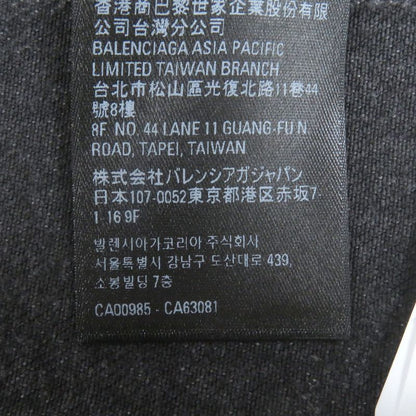 香港商巴黎世家企業股份有限
公司台灣分公司
BALENCIAGA ASIA PACIFIC
LIMITED TAIWAN BRANCH
台北市松山區光復北路11巷44
號8樓
8F NO. 44 LANE 11 GUANG-FU N
ROAD, TAPEI, TAIWAN
株式会社バレンシアガジャパン
日本107-0052東京都港区赤坂7-
1-16 9F
발렌시아가코리아 주식회사
서울특별시 강남구 도산대로 439,
소봉빌딩 7층
CA00985 - CA63081